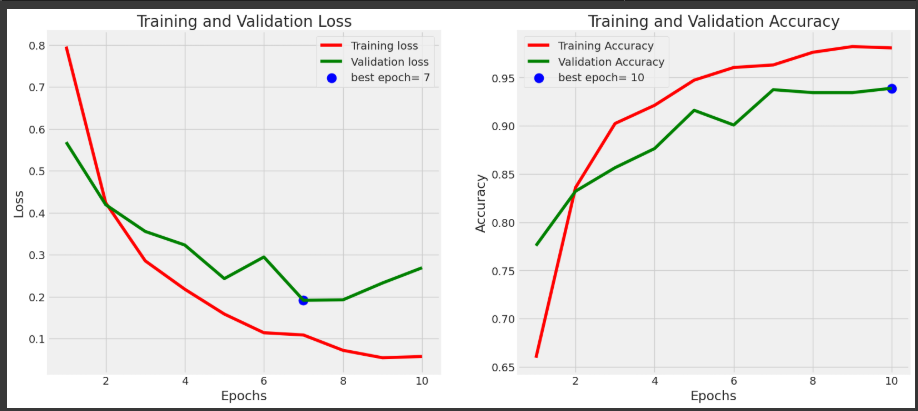 Training and Validation Loss
Training loss
Validation loss
best epoch= 7
0.8
0.7
0.6
0.5
0.4
0.3
0.2
0.1
Loss
2 4 6 8 10
Epochs
Training and Validation Accuracy
Training Accuracy
Validation Accuracy
best epoch= 10
0.95
0.90
0.85
0.80
0.75
0.70
0.65
Accuracy
2 4 6 8 10
Epochs